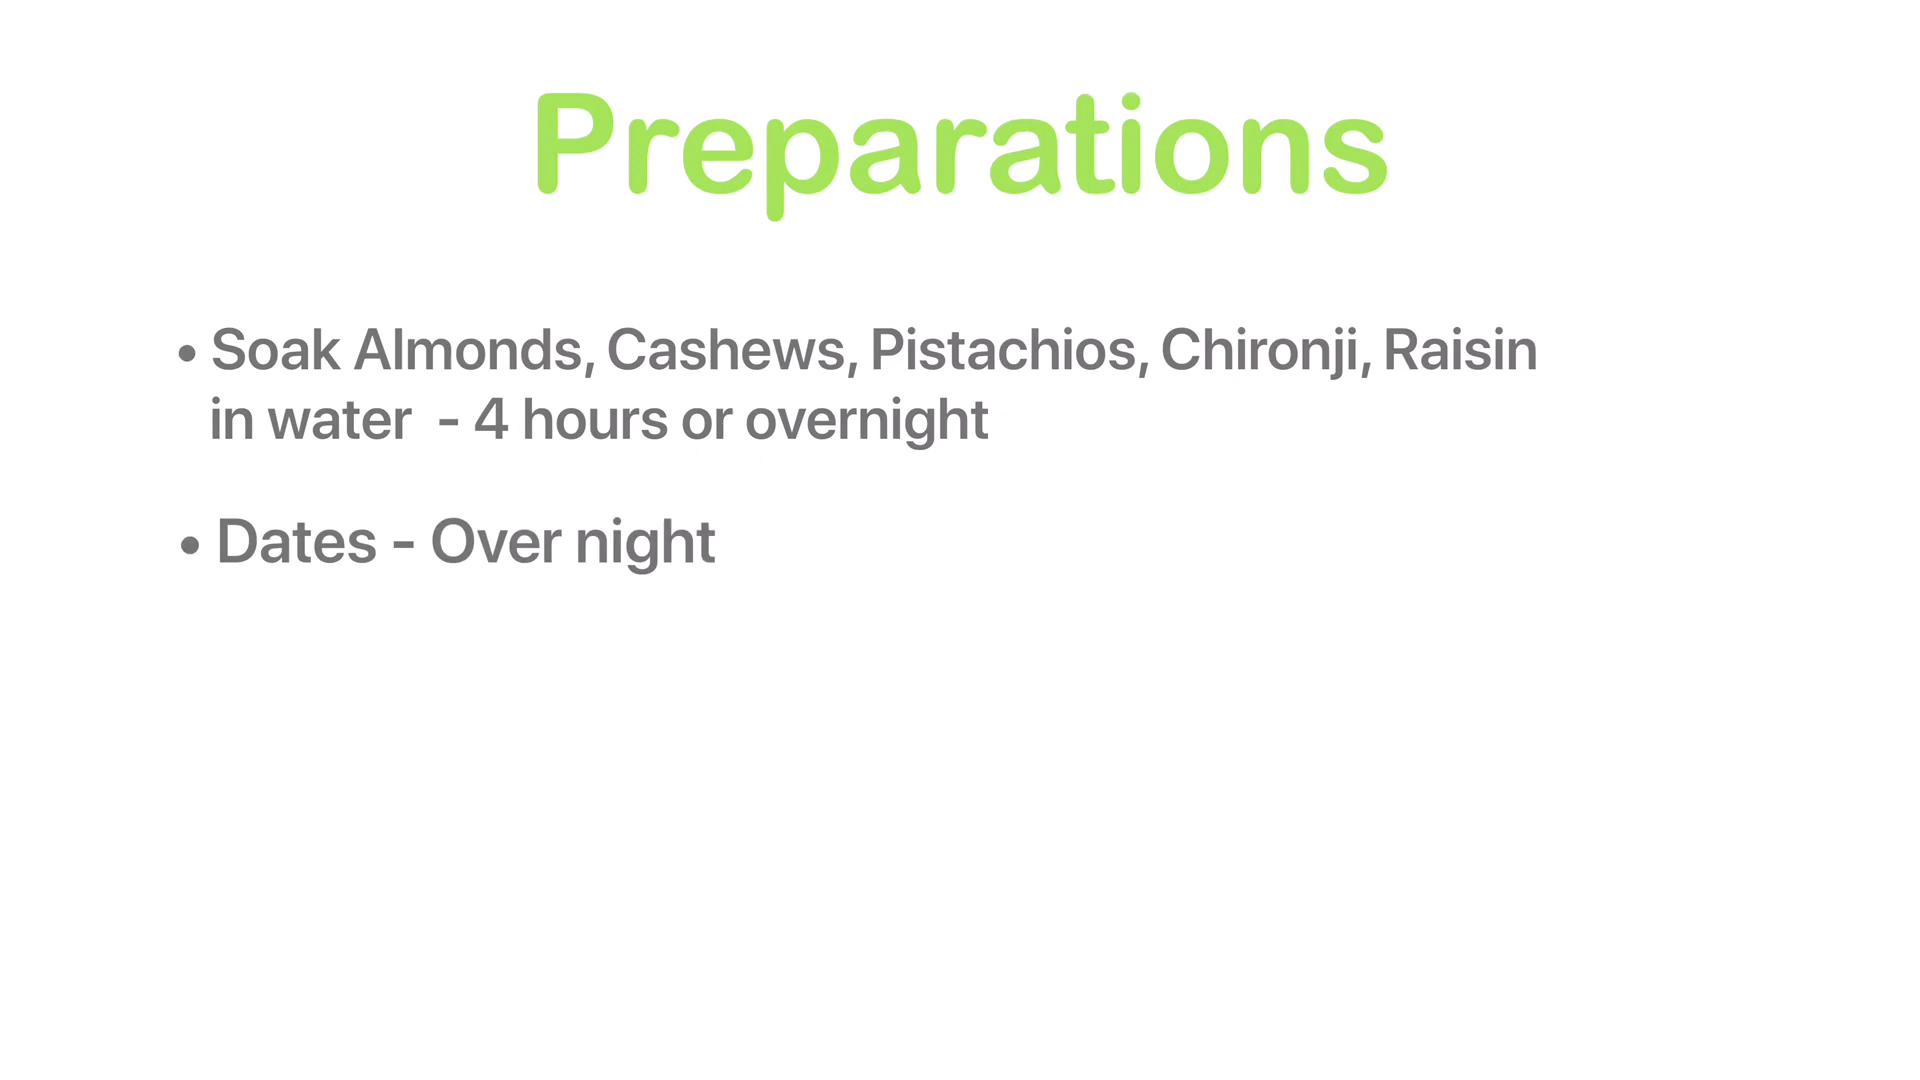 Preparations
• Soak Almonds, Cashews, Pistachios, Chironji, Raisin
in water - 4 hours or overnight
• Dates - Over night